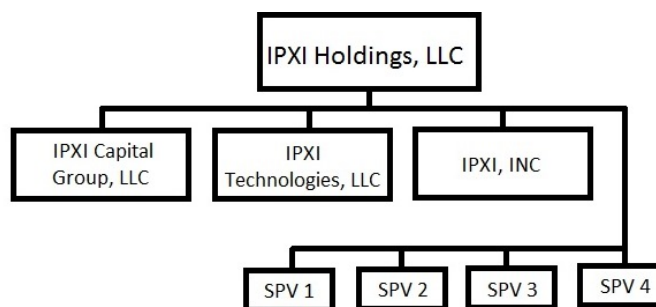 IPXI Holdings, LLC
IPXI Capital
Group, LLC
IPXI
Technologies, LLC
IPXI, INC
SPV 1
SPV 2
SPV 3
SPV 4